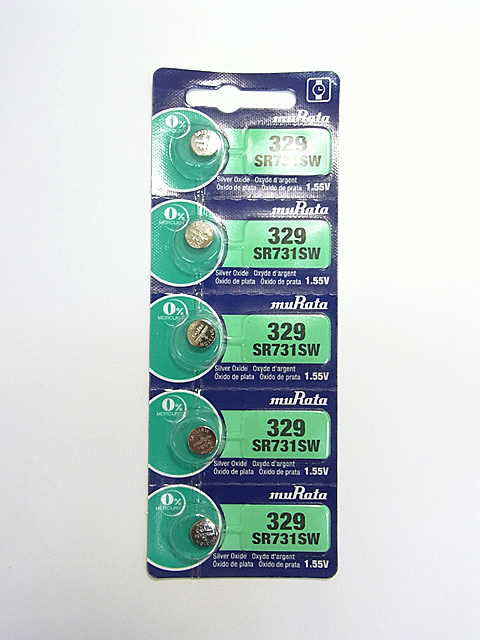 muRata
0%
MERCURY
329
SR731SW
Silver Oxide Oxyde d'argent
Óxido de plata Óxido de prata 1.55V
muRata
0%
MERCURY
329
SR731SW
Silver Oxide Oxyde d'argent
Óxido de plata Óxido de prata 1.55V
muRata
0%
MERCURY
329
SR731SW
Silver Oxide Oxyde d'argent
Óxido de plata Óxido de prata 1.55V
muRata
0%
MERCURY
329
SR731SW
Silver Oxide Oxyde d'argent
Óxido de plata Óxido de prata 1.55V
muRata
0%
MERCURY
329
SR731SW
Silver Oxide Oxyde d'argent
Óxido de plata Óxido de prata 1.55V